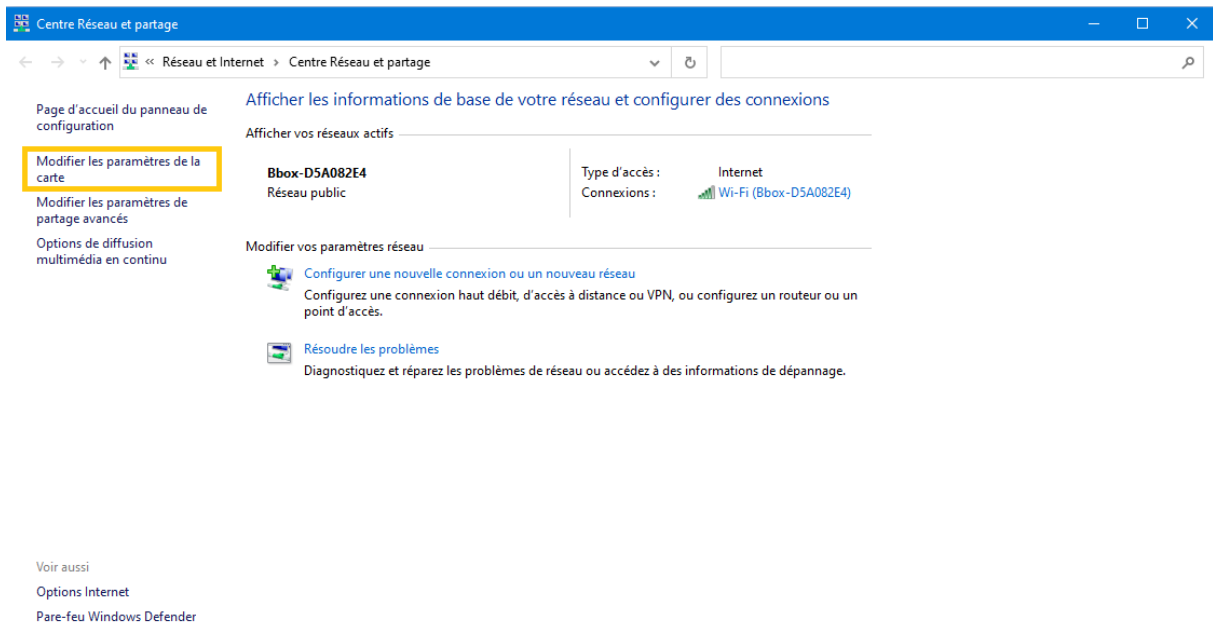 Centre Réseau et partage
« Réseau et Internet › Centre Réseau et partage
Page d'accueil du panneau de
configuration
Modifier les paramètres de la
carte
Modifier les paramètres de
partage avancés
Options de diffusion
multimédia en continu
Afficher les informations de base de votre réseau et configurer des connexions
Afficher vos réseaux actifs
Bbox-D5A082E4
Réseau public
Type d'accès : Internet
Connexions : Wi-Fi (Bbox-D5A082E4)
Modifier vos paramètres réseau
Configurer une nouvelle connexion ou un nouveau réseau
Configurez une connexion haut débit, d'accès à distance ou VPN, ou configurez un routeur ou un
point d'accès.
Résoudre les problèmes
Diagnostiquez et réparez les problèmes de réseau ou accédez à des informations de dépannage.
Voir aussi
Options Internet
Pare-feu Windows Defender